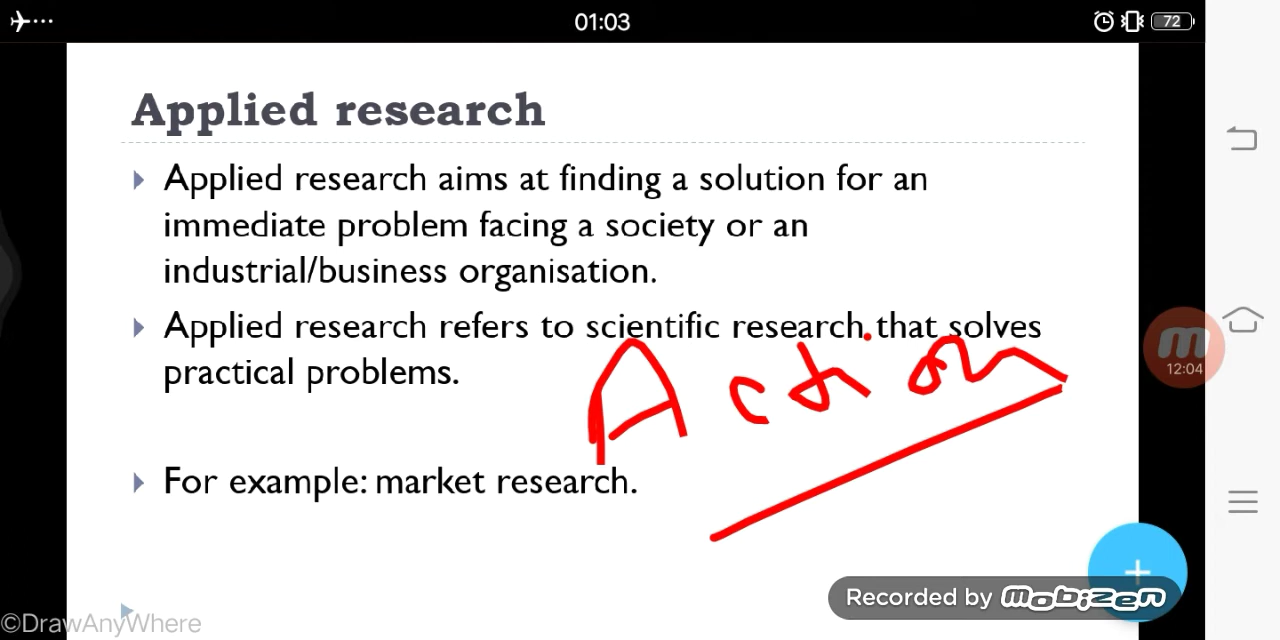 01:03
72
Applied research
Applied research aims at finding a solution for an
immediate problem facing a society or an
industrial/business organisation.
Applied research refers to scientific research that solves
practical problems.
Action
For example: market research.
12:04
Recorded by mobizen
©DrawAnyWhere